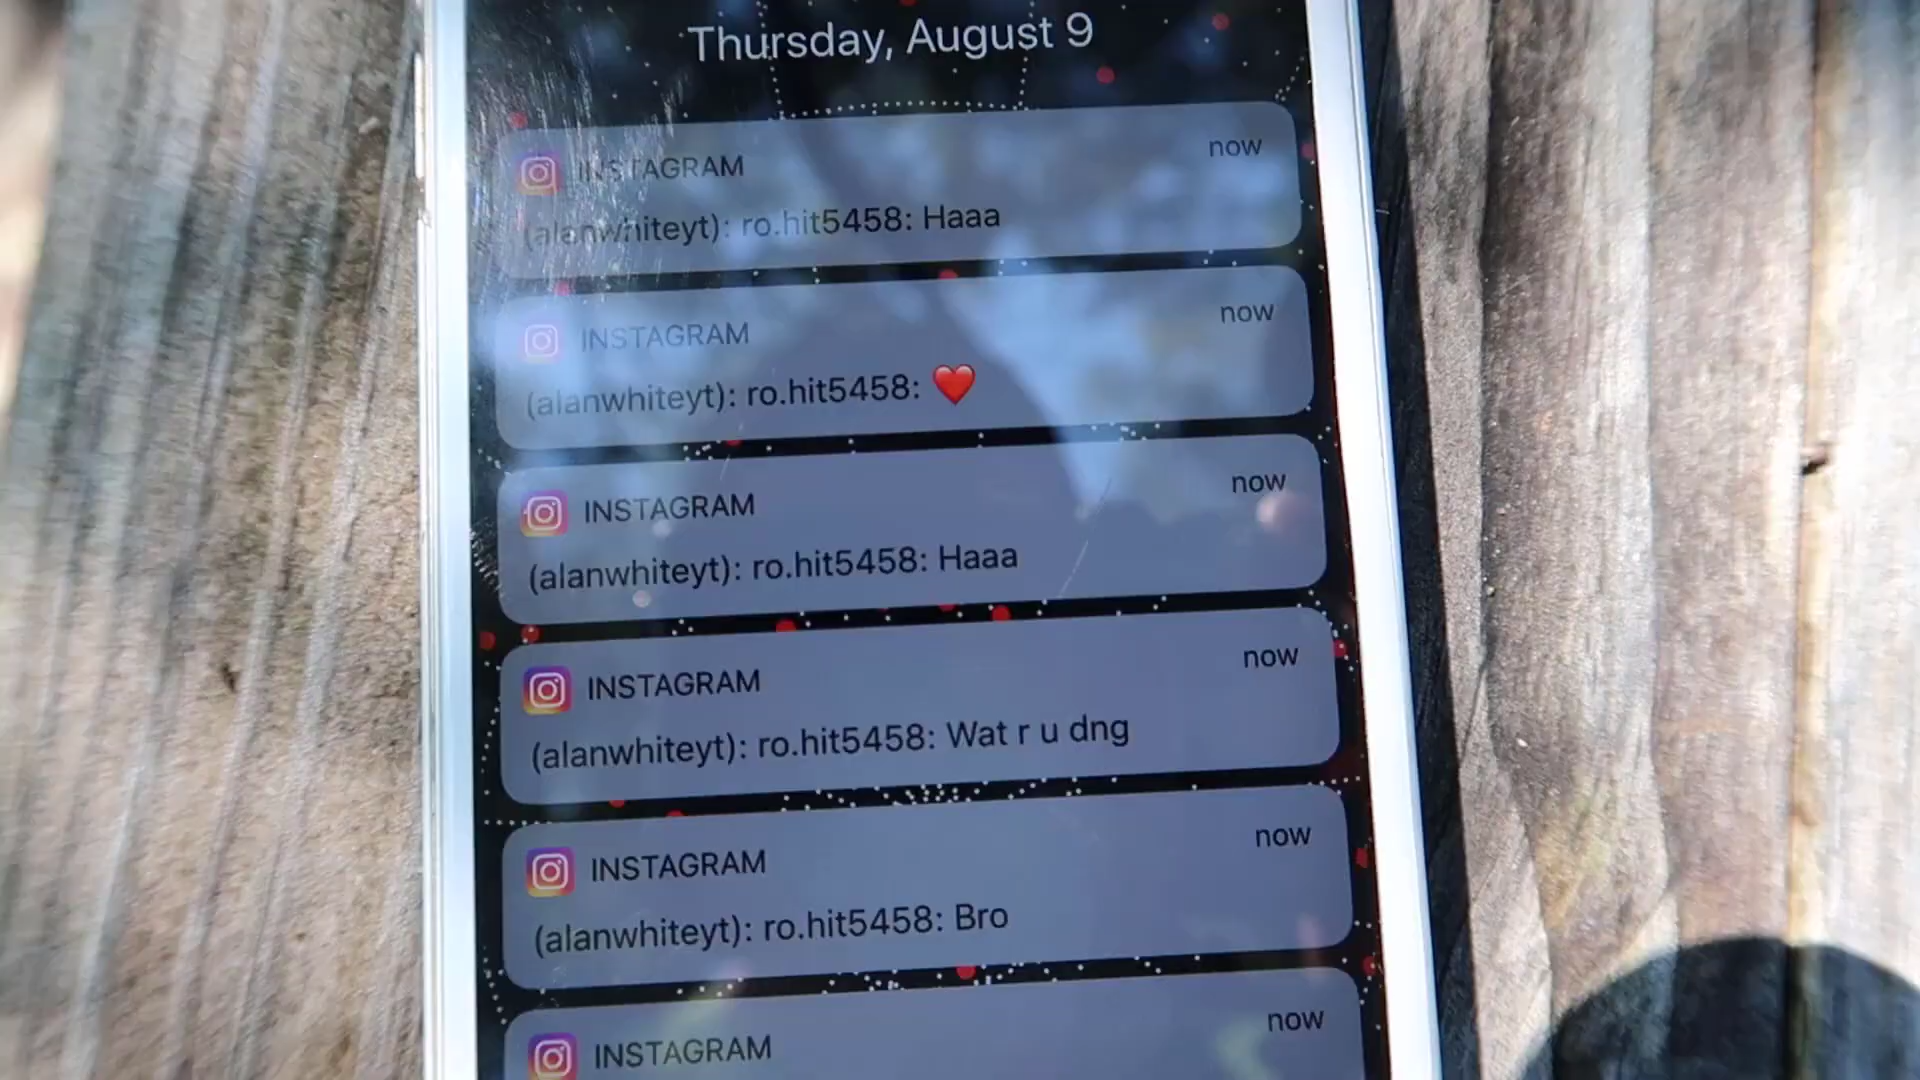 Thursday, August 9
INSTAGRAM now
(alanwhiteyt): ro.hit5458: Haaa
INSTAGRAM now
(alanwhiteyt): ro.hit5458: ❤️
INSTAGRAM now
(alanwhiteyt): ro.hit5458: Haaa
INSTAGRAM now
(alanwhiteyt): ro.hit5458: Wat r u dng
INSTAGRAM now
(alanwhiteyt): ro.hit5458: Bro
INSTAGRAM now